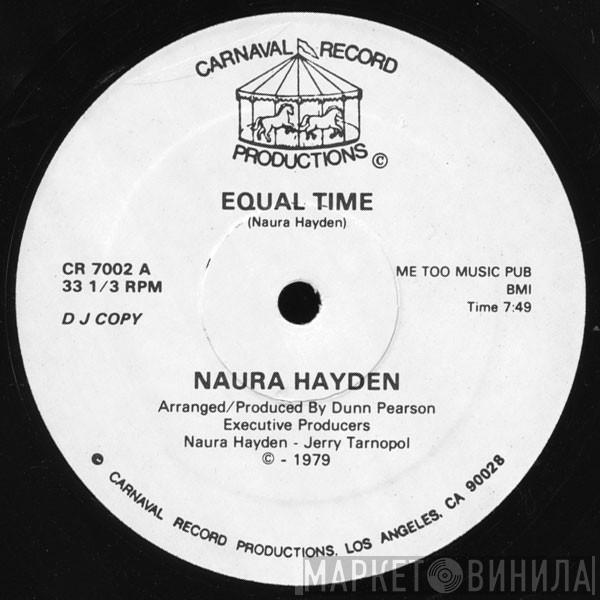 CARNAVAL RECORD
PRODUCTIONS ©
EQUAL TIME
(Naura Hayden)
CR 7002 A
33 1/3 RPM
D J COPY
ME TOO MUSIC PUB
BMI
Time 7:49
NAURA HAYDEN
Arranged/Produced By Dunn Pearson
Executive Producers
Naura Hayden - Jerry Tarnopol
© - 1979
© CARNAVAL RECORD PRODUCTIONS, LOS ANGELES, CA 90028
МАРКЕТ ВИНИЛА